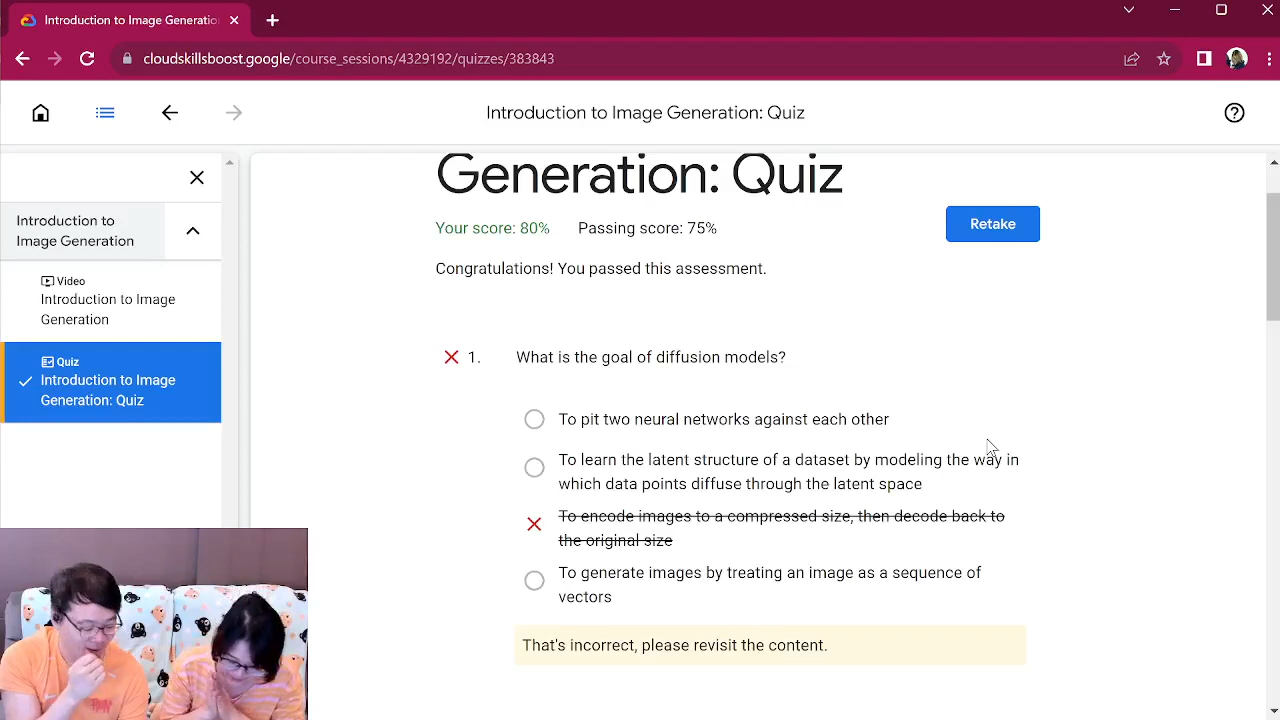 Introduction to Image Generatio
cloudskillsboost.google/course_sessions/4329192/quizzes/383843
Introduction to Image Generation: Quiz
Introduction to
Image Generation
Video
Introduction to Image
Generation
Quiz
Introduction to Image
Generation: Quiz
Generation: Quiz
Your score: 80% Passing score: 75%
Retake
Congratulations! You passed this assessment.
1. What is the goal of diffusion models?
To pit two neural networks against each other
To learn the latent structure of a dataset by modeling the way in
which data points diffuse through the latent space
To encode images to a compressed size, then decode back to
the original size
To generate images by treating an image as a sequence of
vectors
That's incorrect, please revisit the content.